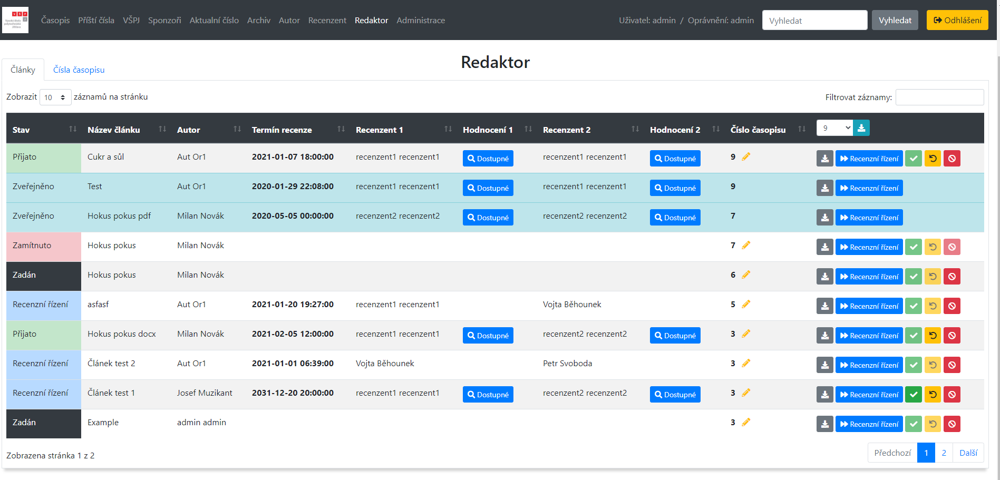 VŠPJ
Vysoká škola
polytechnická
Jihlava
Časopis Příští čísla VŠPJ Sponzoři Aktualní číslo Archiv Autor Recenzent Redaktor Administrace Uživatel: admin / Oprávnění: admin Vyhledat Vyhledat Odhlášení
Redaktor
Články Čísla časopisu
Zobrazit 10 záznamů na stránku Filtrovat záznamy:
Stav Název článku Autor Termín recenze Recenzent 1 Hodnocení 1 Recenzent 2 Hodnocení 2 Číslo časopisu 9
Přijato Cukr a sůl Aut Or1 2021-01-07 18:00:00 recenzent1 recenzent1 Dostupné recenzent1 recenzent1 Dostupné 9 Recenzní řízení
Zveřejněno Test Aut Or1 2020-01-29 22:08:00 recenzent1 recenzent1 Dostupné recenzent1 recenzent1 Dostupné 9 Recenzní řízení
Zveřejněno Hokus pokus pdf Milan Novák 2020-05-05 00:00:00 recenzent2 recenzent2 Dostupné recenzent2 recenzent2 Dostupné 7 Recenzní řízení
Zamítnuto Hokus pokus Milan Novák 7 Recenzní řízení
Zadán Hokus pokus Milan Novák 6 Recenzní řízení
Recenzní řízení asfasf Aut Or1 2021-01-20 19:27:00 recenzent1 recenzent1 Vojta Běhounek 5 Recenzní řízení
Přijato Hokus pokus docx Milan Novák 2021-02-05 12:00:00 recenzent1 recenzent1 Dostupné recenzent2 recenzent2 Dostupné 3 Recenzní řízení
Recenzní řízení Článek test 2 Aut Or1 2021-01-01 06:39:00 Vojta Běhounek Petr Svoboda 3 Recenzní řízení
Recenzní řízení Článek test 1 Josef Muzikant 2031-12-20 20:00:00 recenzent1 recenzent1 Dostupné recenzent2 recenzent2 Dostupné 3 Recenzní řízení
Zadán Example admin admin 3 Recenzní řízení
Zobrazena stránka 1 z 2 Předchozí 1 2 Další